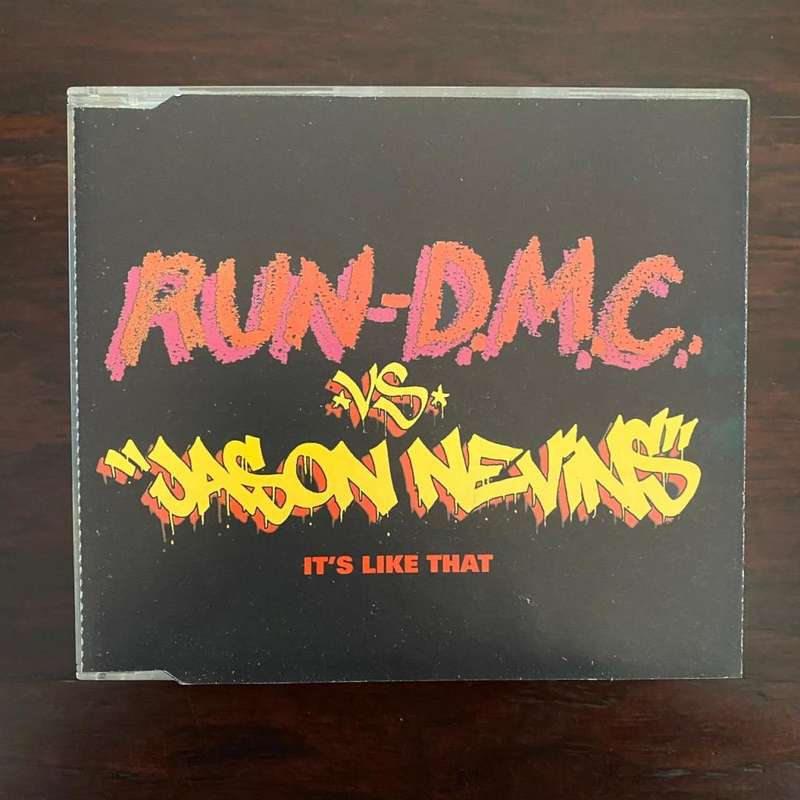 RUN-D.M.C.
VS
"JASON NEVINS"
IT'S LIKE THAT